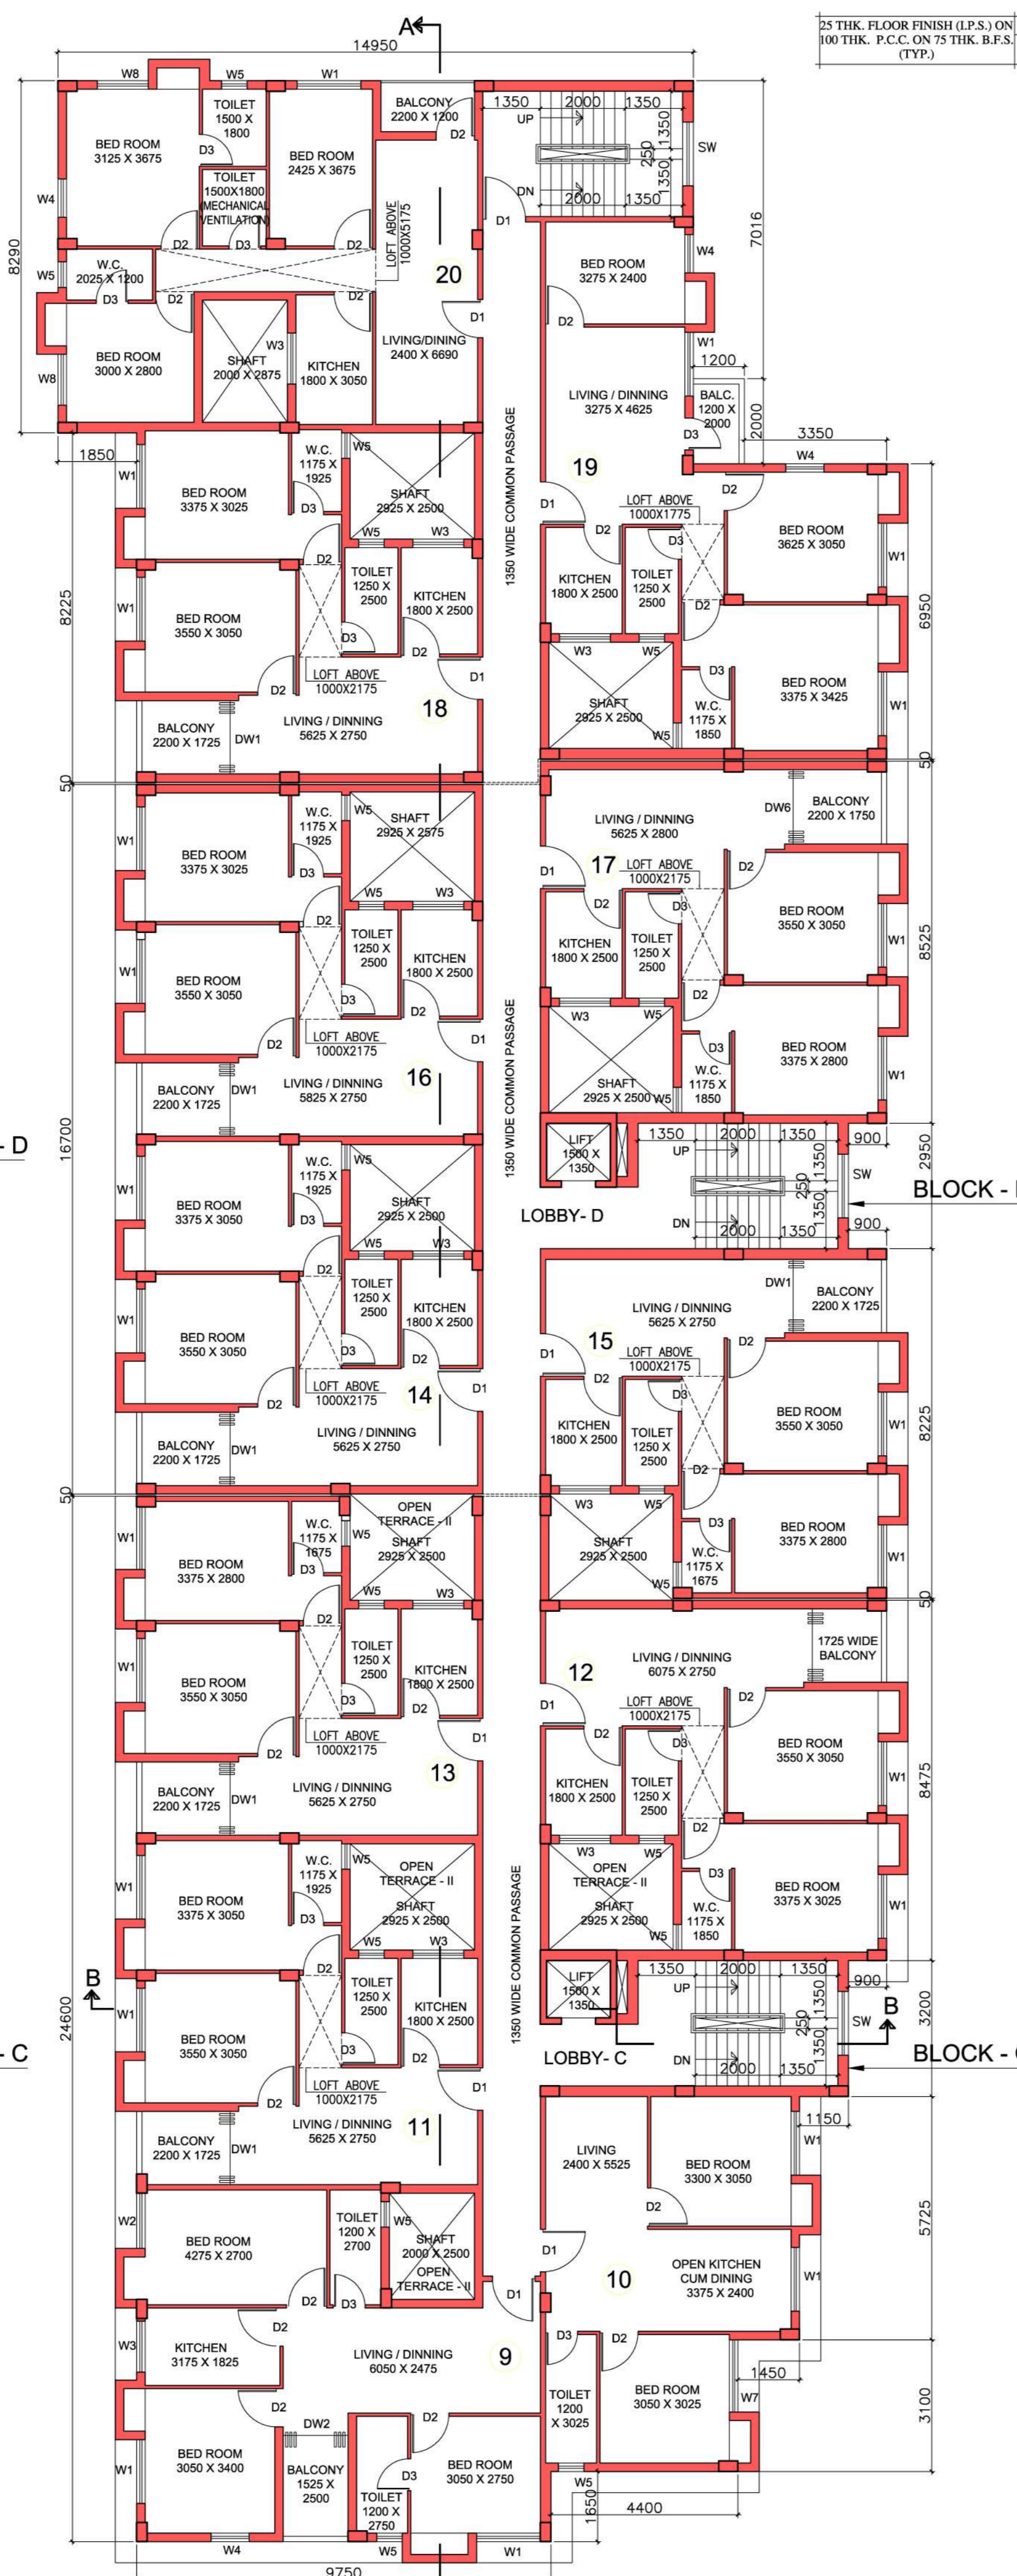 25 THK. FLOOR FINISH (I.P.S.) ON
100 THK. P.C.C. ON 75 THK. B.F.S.
(TYP.)
A
14950
W8
W5
W1
BALCONY
2200 X 1200
D2
TOILET
1500 X
1800
BED ROOM
3125 X 3675
D3
BED ROOM
2425 X 3675
TOILET
1500X1800
(MECHANICAL
VENTILATION)
W4
D2
D3
D2
LOFT ABOVE
1000X5175
8290
W5
W.C.
2025 X 1200
D3
D2
D2
20
D1
BED ROOM
3000 X 2800
W8
SHAFT
2000 X 2875
W3
KITCHEN
1800 X 3050
LIVING/DINING
2400 X 6690
1350
2000
1350
UP
1350
250
1350
SW
DN
2000
1350
D1
7016
BED ROOM
3275 X 2400
W4
D2
W1
1200
LIVING / DINNING
3275 X 4625
BALC.
1200 X
2000
2000
D3
3350
W4
19
D1
LOFT ABOVE
1000X1775
D2
D2
D3
BED ROOM
3625 X 3050
W1
KITCHEN
1800 X 2500
TOILET
1250 X
2500
D2
6950
W3
W5
D3
BED ROOM
3375 X 3425
SHAFT
2925 X 2500
W.C.
1175 X
1850
W1
W5
50
1350 WIDE COMMON PASSAGE
1850
W1
BED ROOM
3375 X 3025
W.C.
1175 X
1925
D3
W5
SHAFT
2925 X 2500
W5
W3
D2
8225
W1
BED ROOM
3550 X 3050
TOILET
1250 X
2500
KITCHEN
1800 X 2500
D3
D2
D1
D2
LOFT ABOVE
1000X2175
18
BALCONY
2200 X 1725
DW1
LIVING / DINNING
5625 X 2750
50
W1
BED ROOM
3375 X 3025
W.C.
1175 X
1925
D3
W5
SHAFT
2925 X 2575
W5
W3
D2
W1
BED ROOM
3550 X 3050
TOILET
1250 X
2500
KITCHEN
1800 X 2500
D3
D2
D1
D2
LOFT ABOVE
1000X2175
16
BALCONY
2200 X 1725
DW1
LIVING / DINNING
5825 X 2750
1350 WIDE COMMON PASSAGE
LIVING / DINNING
5625 X 2800
DW6
BALCONY
2200 X 1750
17
D1
LOFT ABOVE
1000X2175
D2
D2
D3
BED ROOM
3550 X 3050
W1
8525
KITCHEN
1800 X 2500
TOILET
1250 X
2500
D2
W3
W5
D3
BED ROOM
3375 X 2800
W1
SHAFT
2925 X 2500
W5
W.C.
1175 X
1850
- D
16700
LIFT
1500 X
1350
1350
2000
1350
900
UP
1350
250
1350
SW
2950
BLOCK -
LOBBY- D
DN
2000
1350
900
W1
BED ROOM
3375 X 3050
W.C.
1175 X
1925
D3
W5
SHAFT
2925 X 2500
W5
W3
D2
W1
BED ROOM
3550 X 3050
TOILET
1250 X
2500
KITCHEN
1800 X 2500
D3
D2
D1
D2
LOFT ABOVE
1000X2175
14
BALCONY
2200 X 1725
DW1
LIVING / DINNING
5625 X 2750
50
DW1
LIVING / DINNING
5625 X 2750
BALCONY
2200 X 1725
15
D1
LOFT ABOVE
1000X2175
D2
D2
D3
BED ROOM
3550 X 3050
W1
8225
KITCHEN
1800 X 2500
TOILET
1250 X
2500
D2
W3
W5
D3
BED ROOM
3375 X 2800
W1
SHAFT
2925 X 2500
W5
W.C.
1175 X
1675
50
W1
BED ROOM
3375 X 2800
W.C.
1175 X
1675
D3
W5
OPEN
TERRACE - II
SHAFT
2925 X 2500
W5
W3
D2
W1
BED ROOM
3550 X 3050
TOILET
1250 X
2500
KITCHEN
1800 X 2500
D3
D2
D1
D2
LOFT ABOVE
1000X2175
13
BALCONY
2200 X 1725
DW1
LIVING / DINNING
5625 X 2750
LIVING / DINNING
6075 X 2750
1725 WIDE
BALCONY
12
D1
LOFT ABOVE
1000X2175
D2
D2
D3
BED ROOM
3550 X 3050
W1
8475
KITCHEN
1800 X 2500
TOILET
1250 X
2500
D2
W3
W5
D3
OPEN
TERRACE - II
SHAFT
2925 X 2500
W5
W.C.
1175 X
1850
BED ROOM
3375 X 3025
W1
1350 WIDE COMMON PASSAGE
W1
BED ROOM
3375 X 3050
W.C.
1175 X
1925
D3
W5
OPEN
TERRACE - II
SHAFT
2925 X 2500
W5
W3
D2
B
W1
24600
- C
BED ROOM
3550 X 3050
TOILET
1250 X
2500
KITCHEN
1800 X 2500
D3
D2
D1
D2
LOFT ABOVE
1000X2175
11
BALCONY
2200 X 1725
DW1
LIVING / DINNING
5625 X 2750
LIFT
1500 X
1350
1350
2000
1350
900
UP
1350
250
1350
SW
B
3200
LOBBY- C
DN
2000
1350
BLOCK -
1150
LIVING
2400 X 5525
BED ROOM
3300 X 3050
W1
D2
5725
D1
10
OPEN KITCHEN
CUM DINING
3375 X 2400
W1
D3
D2
1450
TOILET
1200
X 3025
BED ROOM
3050 X 3025
W7
3100
W5
1650
4400
W2
BED ROOM
4275 X 2700
TOILET
1200 X
2700
W5
SHAFT
2000 X 2500
OPEN
TERRACE - II
D2
D3
D1
D2
W3
KITCHEN
3175 X 1825
LIVING / DINNING
6050 X 2475
9
D2
DW2
D2
W1
BED ROOM
3050 X 3400
BALCONY
1525 X
2500
D3
TOILET
1200 X
2750
BED ROOM
3050 X 2750
W4
W5
W1
9750